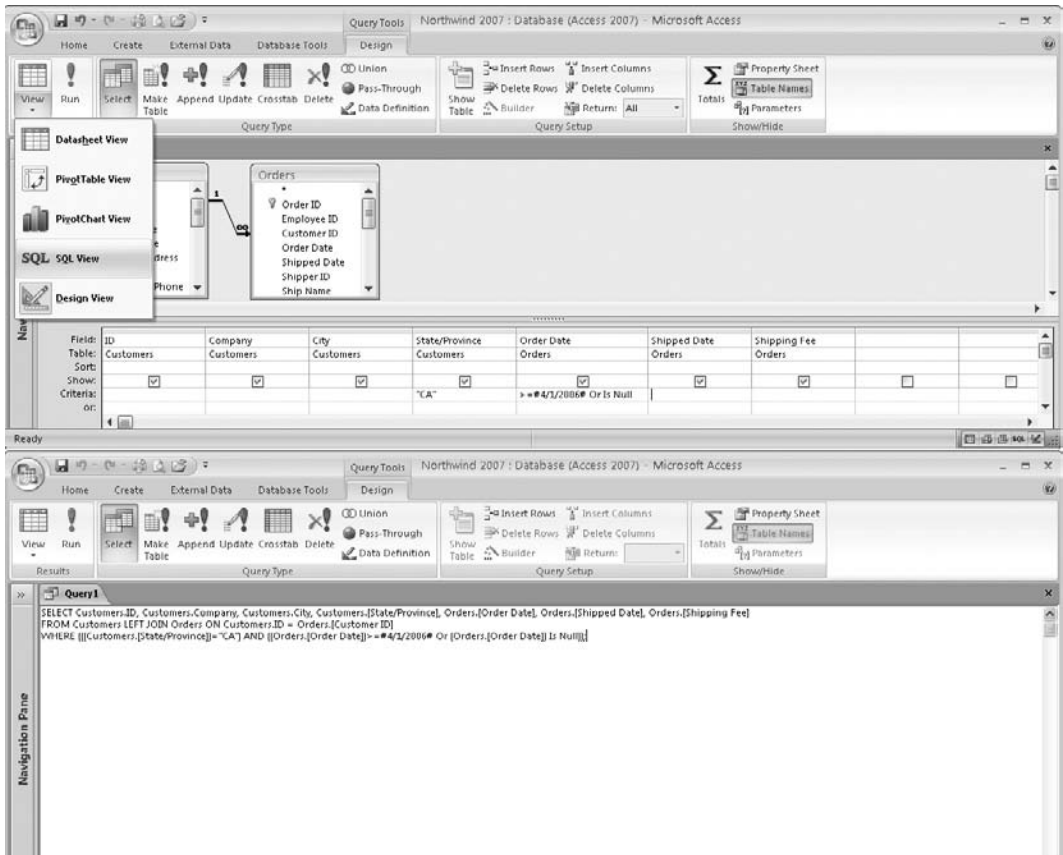 Query Tools Northwind 2007 : Database (Access 2007) - Microsoft Access
Home Create External Data Database Tools Design
Union
Pass-Through
Data Definition
View Run Select Make Table Append Update Crosstab Delete
Query Type
Show Table
Insert Rows
Delete Rows
Builder
Insert Columns
Delete Columns
Return: All
Query Setup
Totals
Property Sheet
Table Names
Parameters
Show/Hide
Datasheet View
PivotTable View
PivotChart View
SQL SQL View
Design View
dress
Phone
1
∞
Orders
*
Order ID
Employee ID
Customer ID
Order Date
Shipped Date
Shipper ID
Ship Name
Field: ID Company City State/Province Order Date Shipped Date Shipping Fee
Table: Customers Customers Customers Customers Orders Orders Orders
Sort:
Show:
Criteria: "CA" >=#4/1/2006# Or Is Null
or:
Ready
SQL
Query Tools Northwind 2007 : Database (Access 2007) - Microsoft Access
Home Create External Data Database Tools Design
Union
Pass-Through
Data Definition
View Run Select Make Table Append Update Crosstab Delete
Results
Query Type
Show Table
Insert Rows
Delete Rows
Builder
Insert Columns
Delete Columns
Return:
Query Setup
Totals
Property Sheet
Table Names
Parameters
Show/Hide
Query1
SELECT Customers.ID, Customers.Company, Customers.City, Customers.[State/Province], Orders.[Order Date], Orders.[Shipped Date], Orders.[Shipping Fee]
FROM Customers LEFT JOIN Orders ON Customers.ID = Orders.[Customer ID]
WHERE (((Customers.[State/Province])="CA") AND ((Orders.[Order Date])>=#4/1/2006# Or (Orders.[Order Date]) Is Null));
Navigation Pane